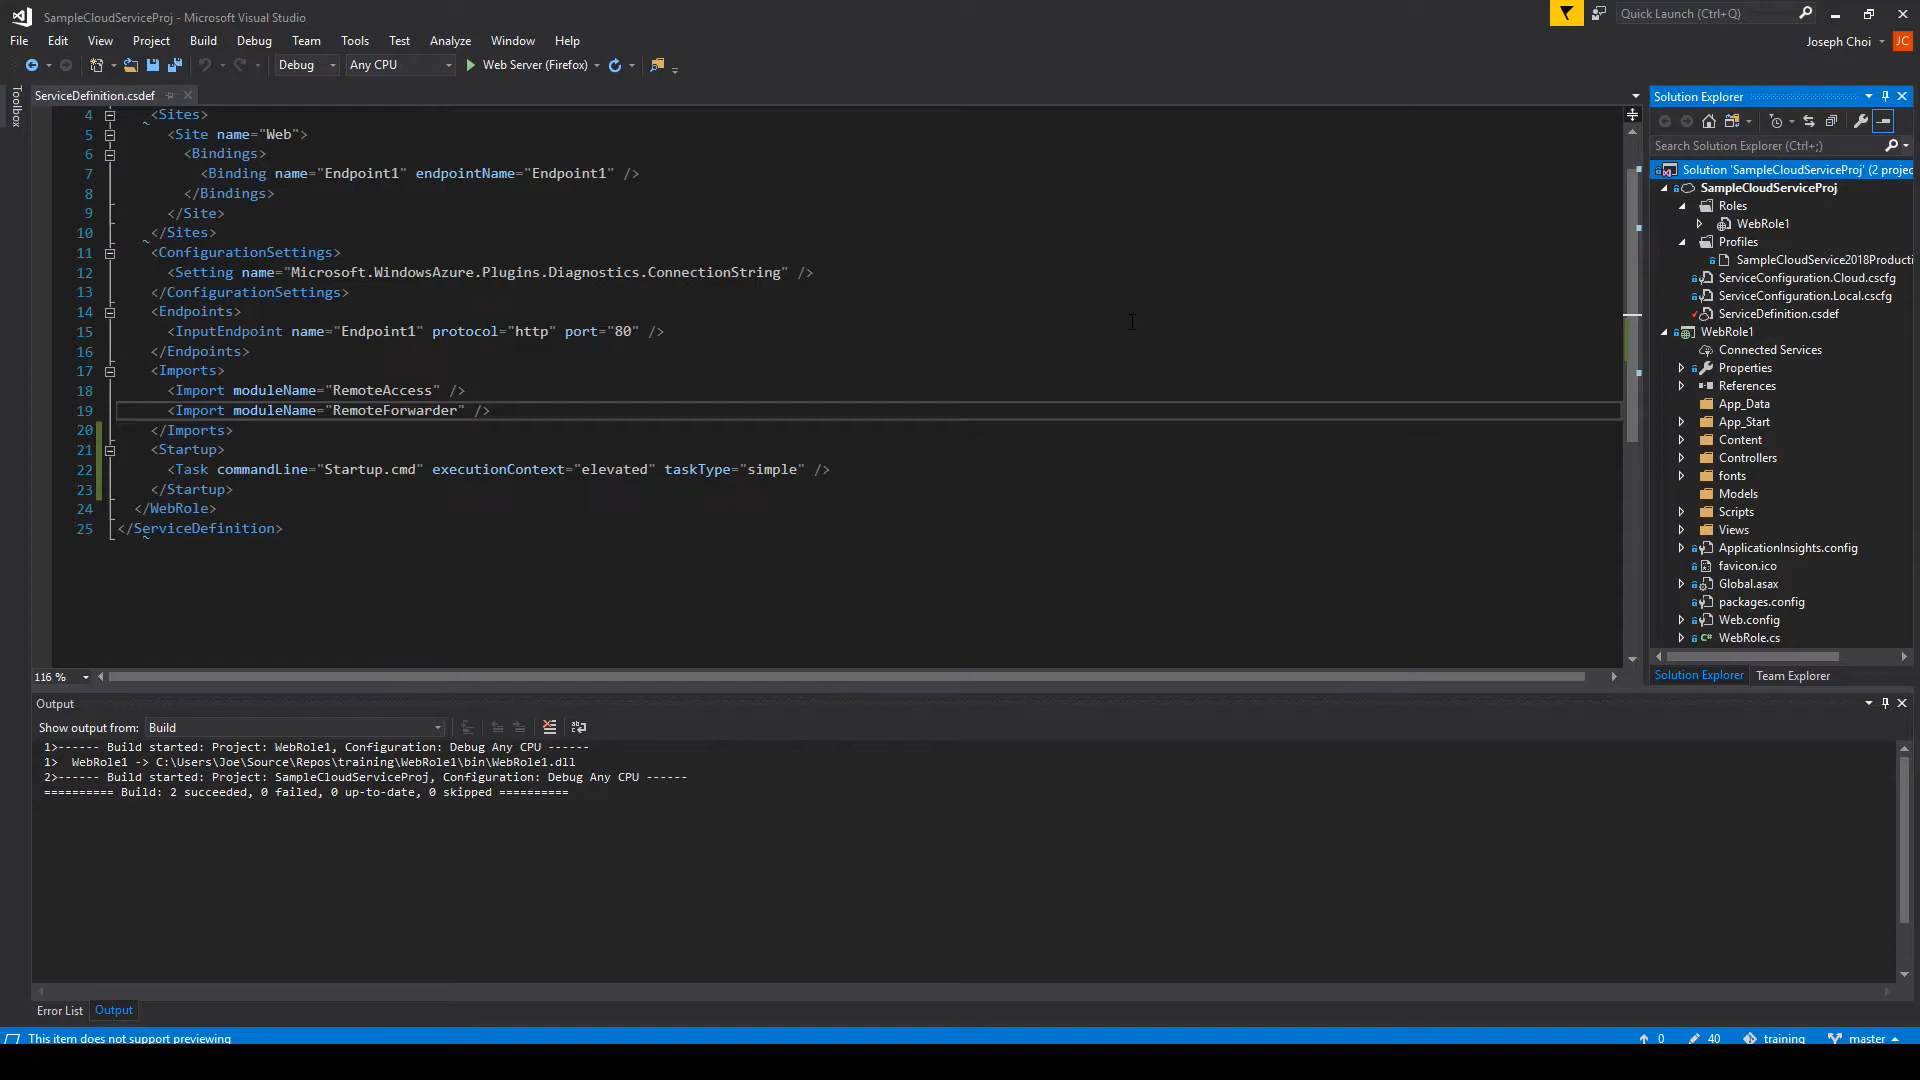 SampleCloudServiceProj - Microsoft Visual Studio
Quick Launch (Ctrl+Q)
File Edit View Project Build Debug Team Tools Test Analyze Window Help
Joseph Choi JC
Debug Any CPU Web Server (Firefox)
Toolbox
ServiceDefinition.csdef
4 <Sites>
5 <Site name="Web">
6 <Bindings>
7 <Binding name="Endpoint1" endpointName="Endpoint1" />
8 </Bindings>
9 </Site>
10 </Sites>
11 <ConfigurationSettings>
12 <Setting name="Microsoft.WindowsAzure.Plugins.Diagnostics.ConnectionString" />
13 </ConfigurationSettings>
14 <Endpoints>
15 <InputEndpoint name="Endpoint1" protocol="http" port="80" />
16 </Endpoints>
17 <Imports>
18 <Import moduleName="RemoteAccess" />
19 <Import moduleName="RemoteForwarder" />
20 </Imports>
21 <Startup>
22 <Task commandLine="Startup.cmd" executionContext="elevated" taskType="simple" />
23 </Startup>
24 </WebRole>
25 </ServiceDefinition>
116 %
Solution Explorer
Search Solution Explorer (Ctrl+;)
Solution 'SampleCloudServiceProj' (2 projec
SampleCloudServiceProj
Roles
WebRole1
Profiles
SampleCloudService2018Producti
ServiceConfiguration.Cloud.cscfg
ServiceConfiguration.Local.cscfg
ServiceDefinition.csdef
WebRole1
Connected Services
Properties
References
App_Data
App_Start
Content
Controllers
fonts
Models
Scripts
Views
ApplicationInsights.config
favicon.ico
Global.asax
packages.config
Web.config
C# WebRole.cs
Solution Explorer Team Explorer
Output
Show output from: Build
1>------ Build started: Project: WebRole1, Configuration: Debug Any CPU ------
1> WebRole1 -> C:\Users\Joe\Source\Repos\training\WebRole1\bin\WebRole1.dll
2>------ Build started: Project: SampleCloudServiceProj, Configuration: Debug Any CPU ------
========== Build: 2 succeeded, 0 failed, 0 up-to-date, 0 skipped ==========
Error List Output
This item does not support previewing
0 40 training master